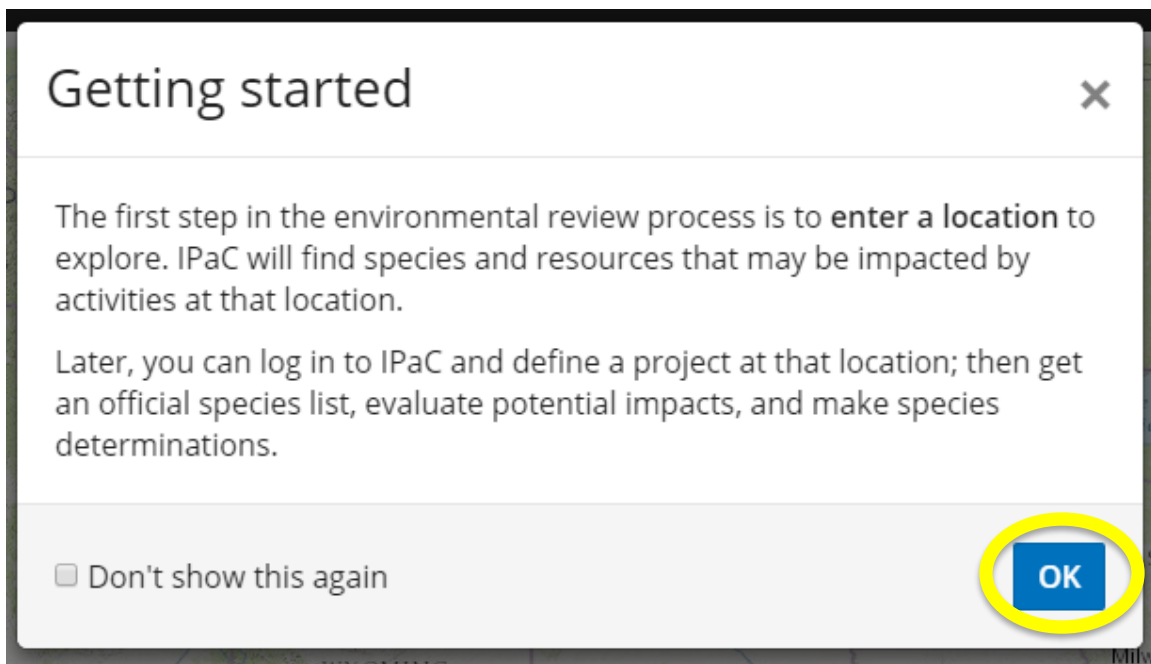 Getting started
×
The first step in the environmental review process is to enter a location to
explore. IPaC will find species and resources that may be impacted by
activities at that location.
Later, you can log in to IPaC and define a project at that location; then get
an official species list, evaluate potential impacts, and make species
determinations.
Don't show this again
OK